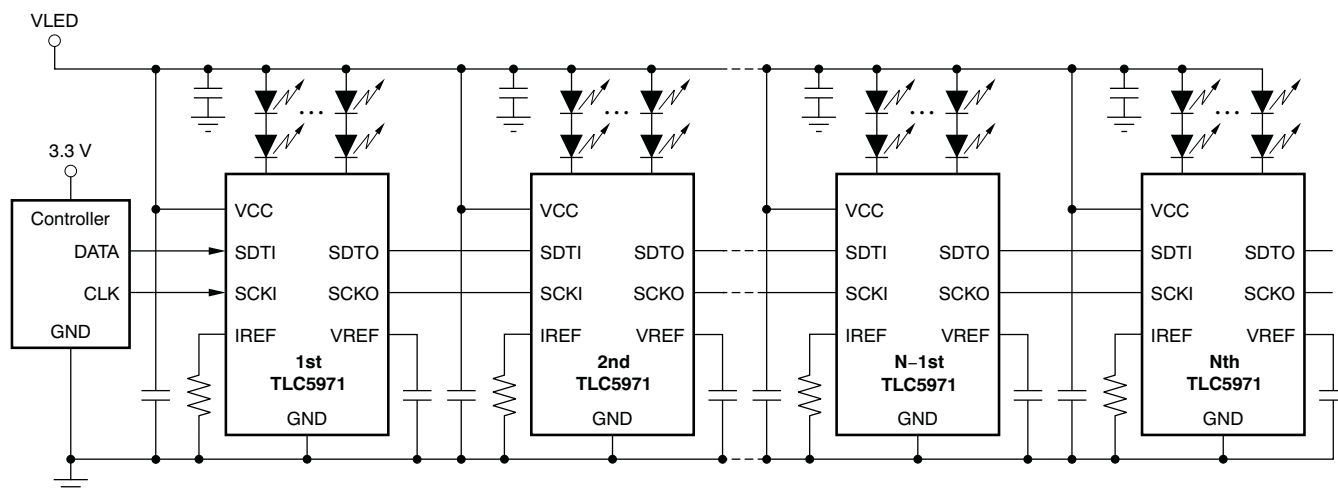 VLED
3.3 V
Controller
DATA
CLK
GND
VCC
SDTI
SDTO
SCKI
SCKO
IREF
VREF
1st
TLC5971
GND
VCC
SDTI
SDTO
SCKI
SCKO
IREF
VREF
2nd
TLC5971
GND
VCC
SDTI
SDTO
SCKI
SCKO
IREF
VREF
N–1st
TLC5971
GND
VCC
SDTI
SDTO
SCKI
SCKO
IREF
VREF
Nth
TLC5971
GND